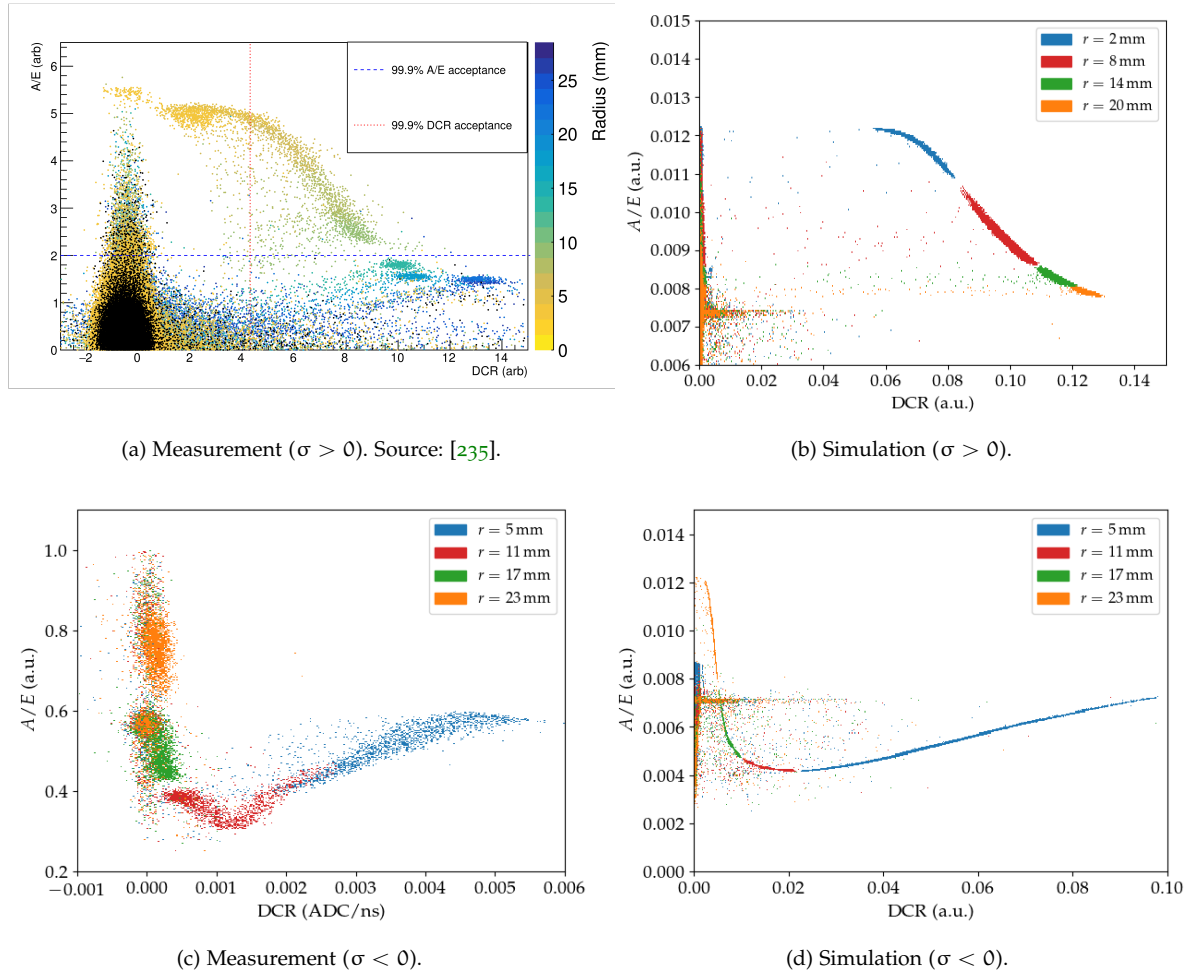 A/E (arb)
6
5
4
3
2
1
0
−2 0 2 4 6 8 10 12 14
DCR (arb)
99.9% A/E acceptance
99.9% DCR acceptance
25
20
15
10
5
0
Radius (mm)
(a) Measurement (σ > 0). Source: [235].
A/E (a.u.)
0.015
0.014
0.013
0.012
0.011
0.010
0.009
0.008
0.007
0.006
0.00 0.02 0.04 0.06 0.08 0.10 0.12 0.14
DCR (a.u.)
r = 2 mm
r = 8 mm
r = 14 mm
r = 20 mm
(b) Simulation (σ > 0).
A/E (a.u.)
1.0
0.8
0.6
0.4
0.2
−0.001 0.000 0.001 0.002 0.003 0.004 0.005 0.006
DCR (ADC/ns)
r = 5 mm
r = 11 mm
r = 17 mm
r = 23 mm
(c) Measurement (σ < 0).
A/E (a.u.)
0.014
0.012
0.010
0.008
0.006
0.004
0.002
0.000
0.00 0.02 0.04 0.06 0.08 0.10
DCR (a.u.)
r = 5 mm
r = 11 mm
r = 17 mm
r = 23 mm
(d) Simulation (σ < 0).